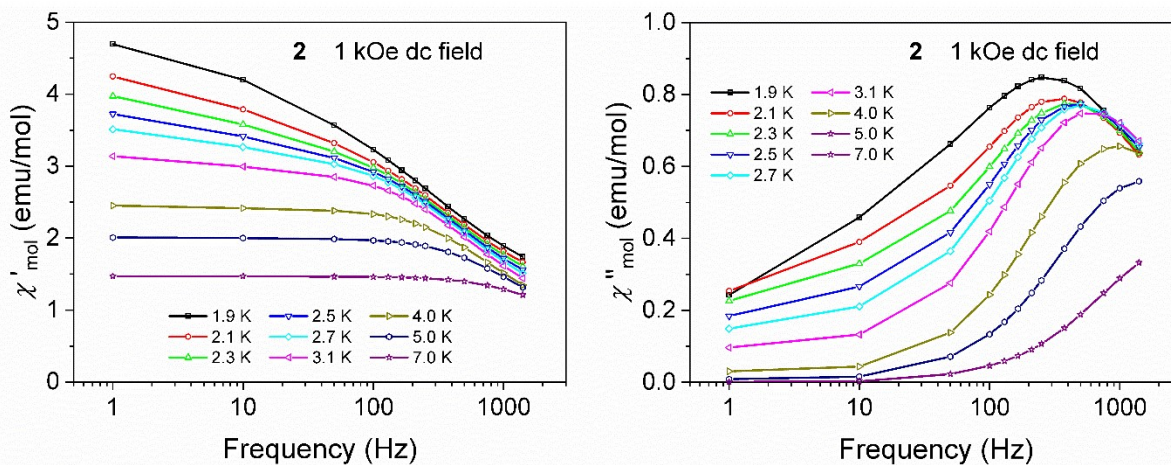 2 1 kOe dc field
5
4
3
2
1
0
χ'mol (emu/mol)
1.9 K 2.5 K 4.0 K
2.1 K 2.7 K 5.0 K
2.3 K 3.1 K 7.0 K
1 10 100 1000
Frequency (Hz)
2 1 kOe dc field
1.0
0.8
0.6
0.4
0.2
0.0
χ''mol (emu/mol)
1.9 K 3.1 K
2.1 K 4.0 K
2.3 K 5.0 K
2.5 K 7.0 K
2.7 K
1 10 100 1000
Frequency (Hz)